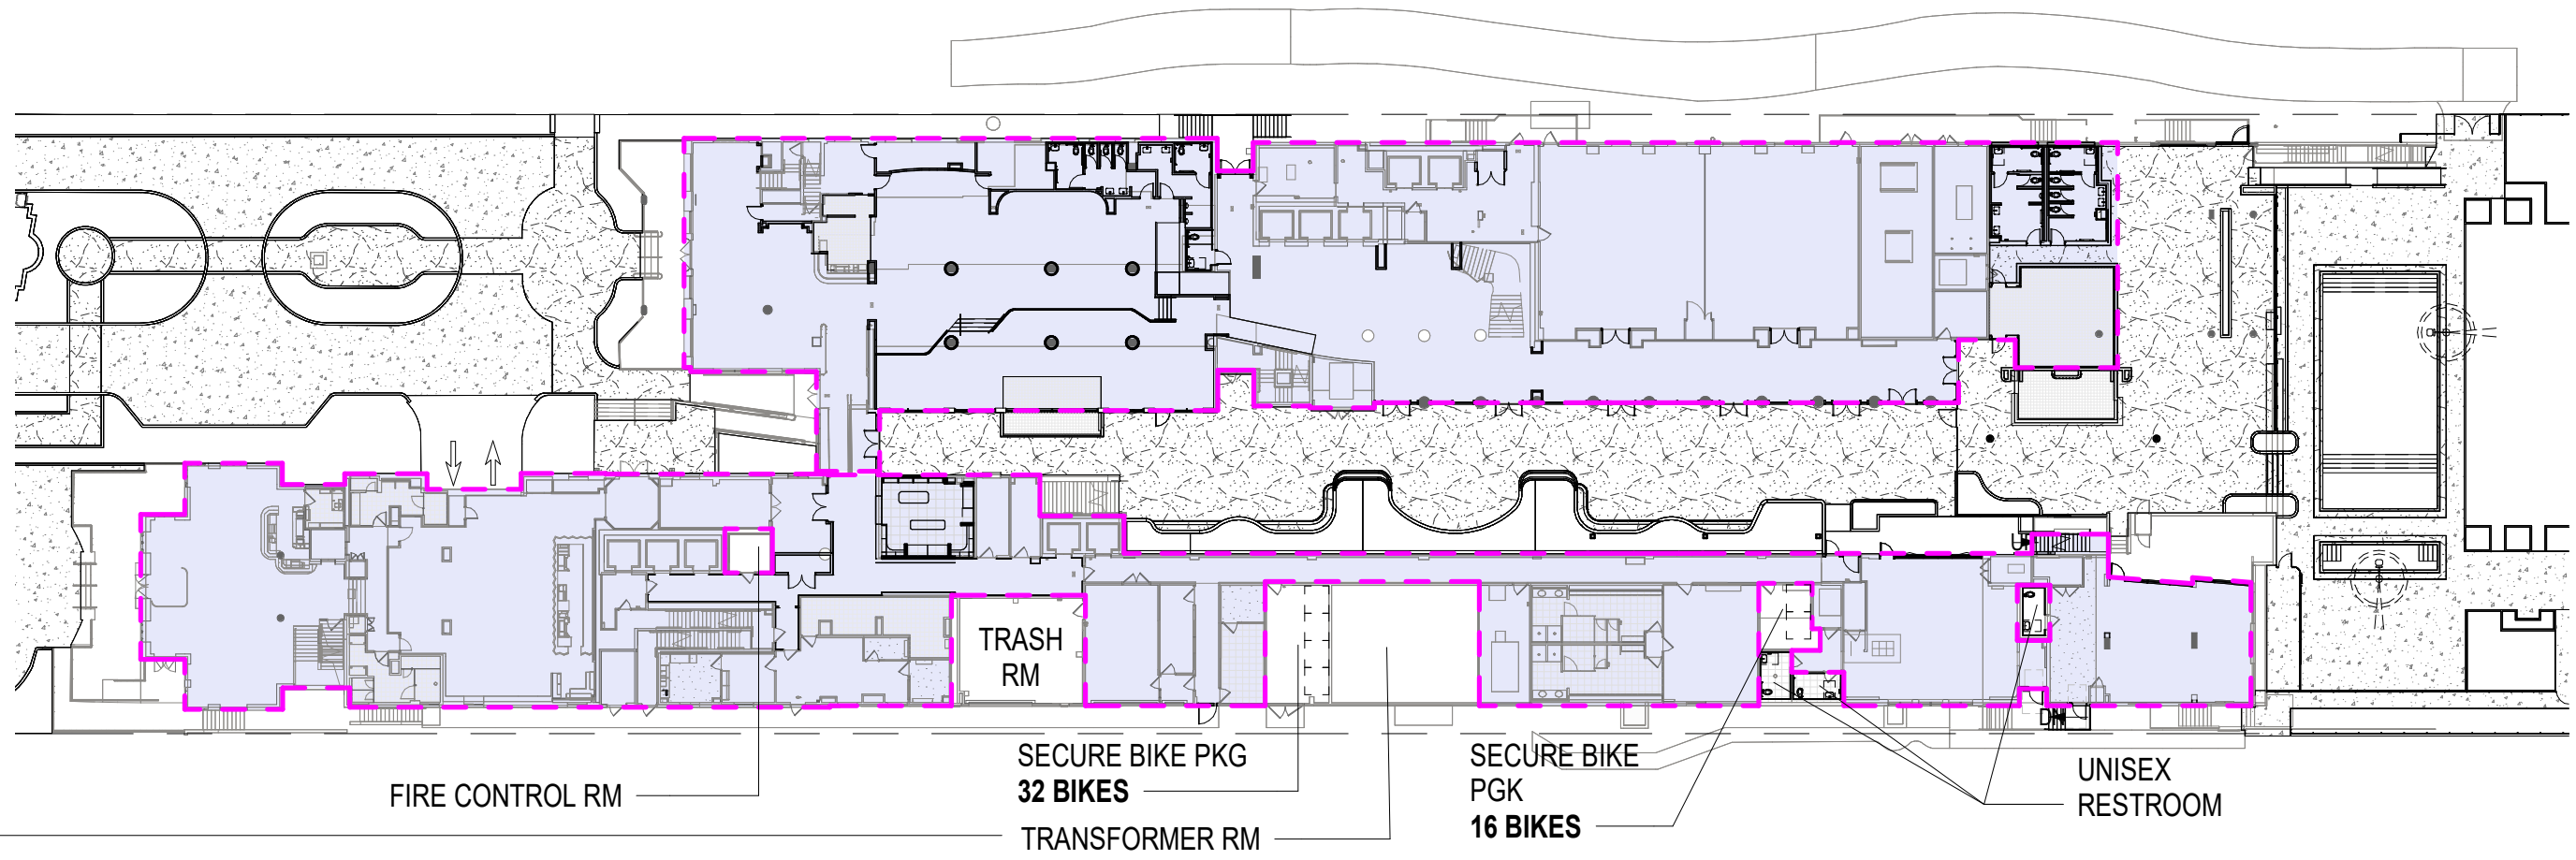 TRASH
RM
SECURE BIKE PKG
32 BIKES
SECURE BIKE
PGK
16 BIKES
UNISEX
RESTROOM
FIRE CONTROL RM
TRANSFORMER RM